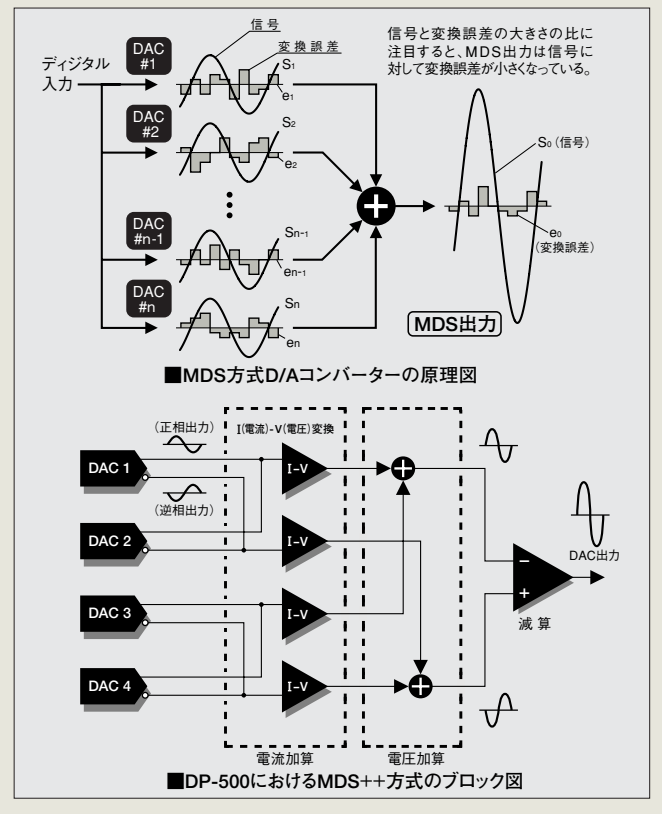 信号
変換誤差
信号と変換誤差の大きさの比に
注目すると、MDS出力は信号に
対して変換誤差が小さくなっている。
ディジタル
入力
DAC
#1
S1
e1
DAC
#2
S2
e2
S0(信号)
e0
(変換誤差)
DAC
#n-1
Sn-1
en-1
DAC
#n
Sn
en
MDS出力
■MDS方式D/Aコンバーターの原理図
(正相出力)
I(電流)-V(電圧)変換
DAC 1
I-V
(逆相出力)
DAC 2
I-V
DAC出力
−
+
減算
DAC 3
I-V
DAC 4
I-V
電流加算
電圧加算
■DP-500におけるMDS++方式のブロック図